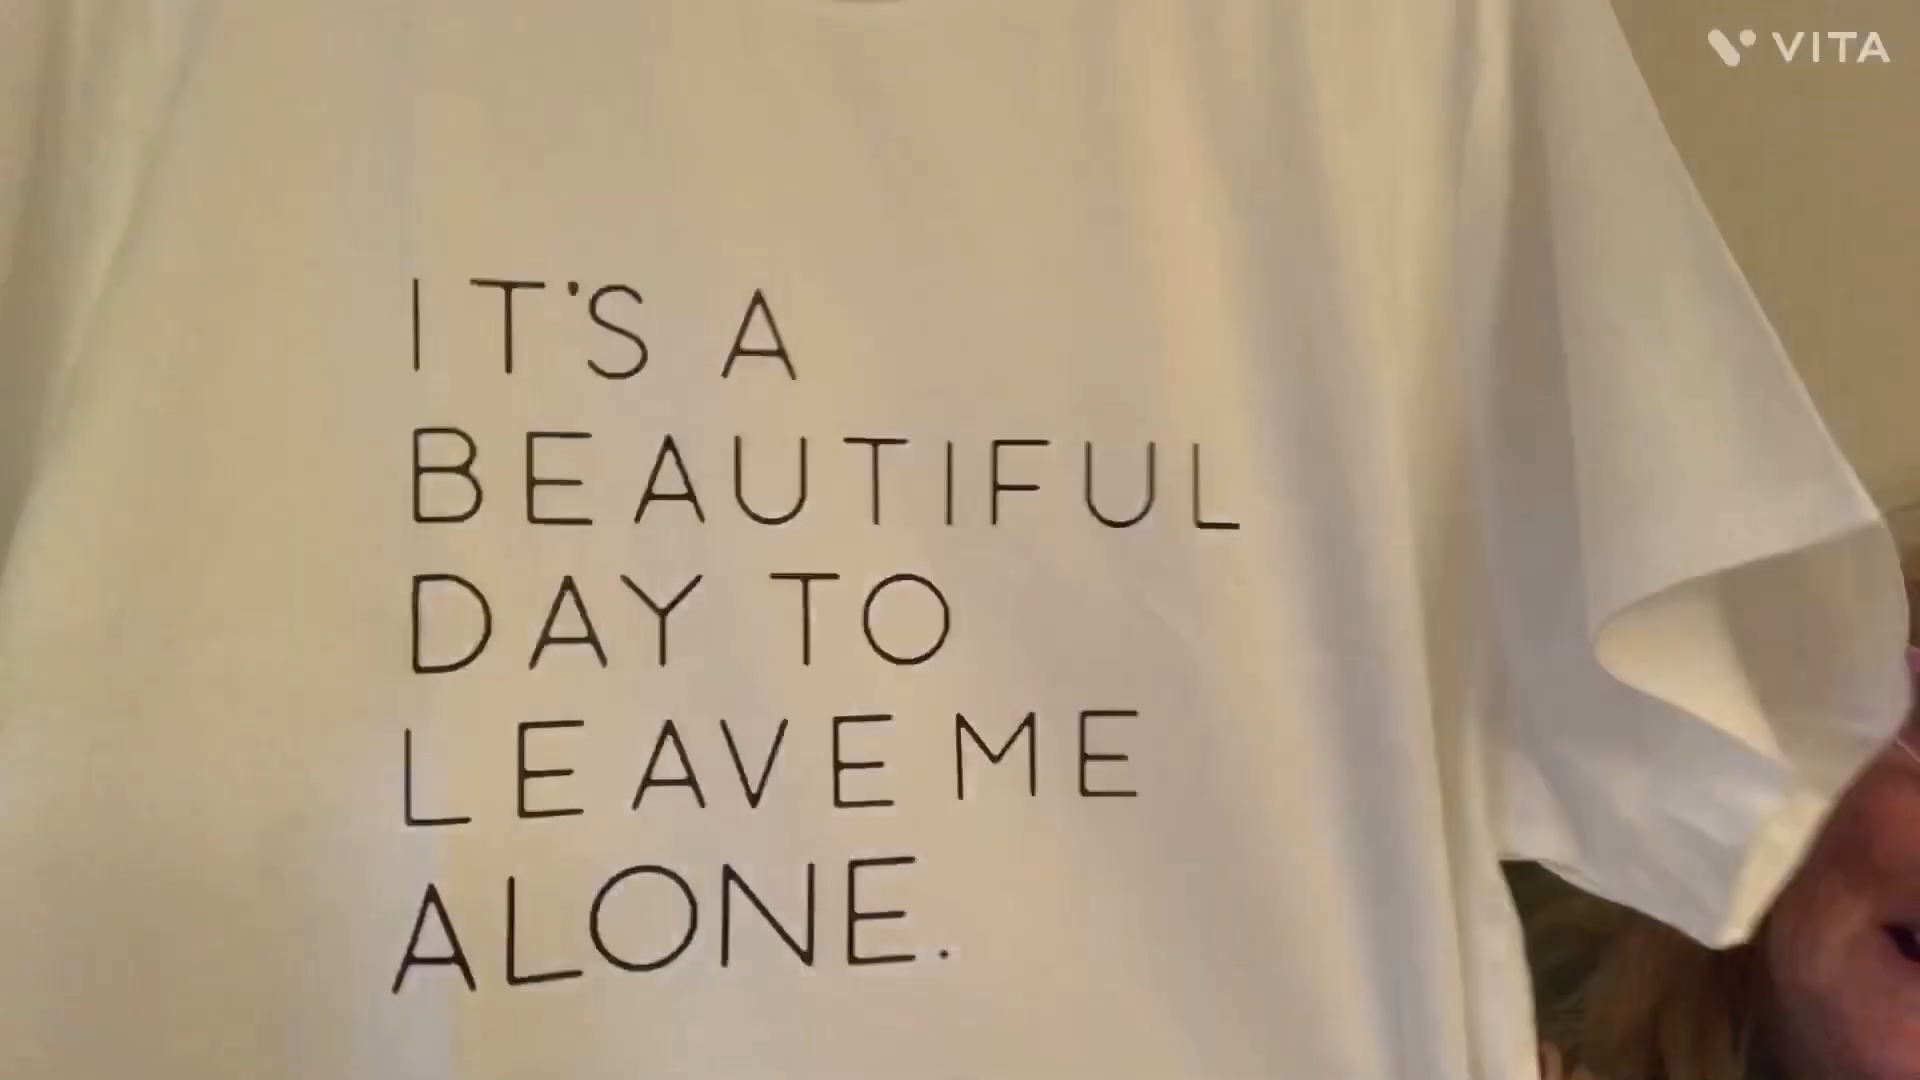 VITA
IT'S A
BEAUTIFUL
DAY TO
LEAVE ME
ALONE.